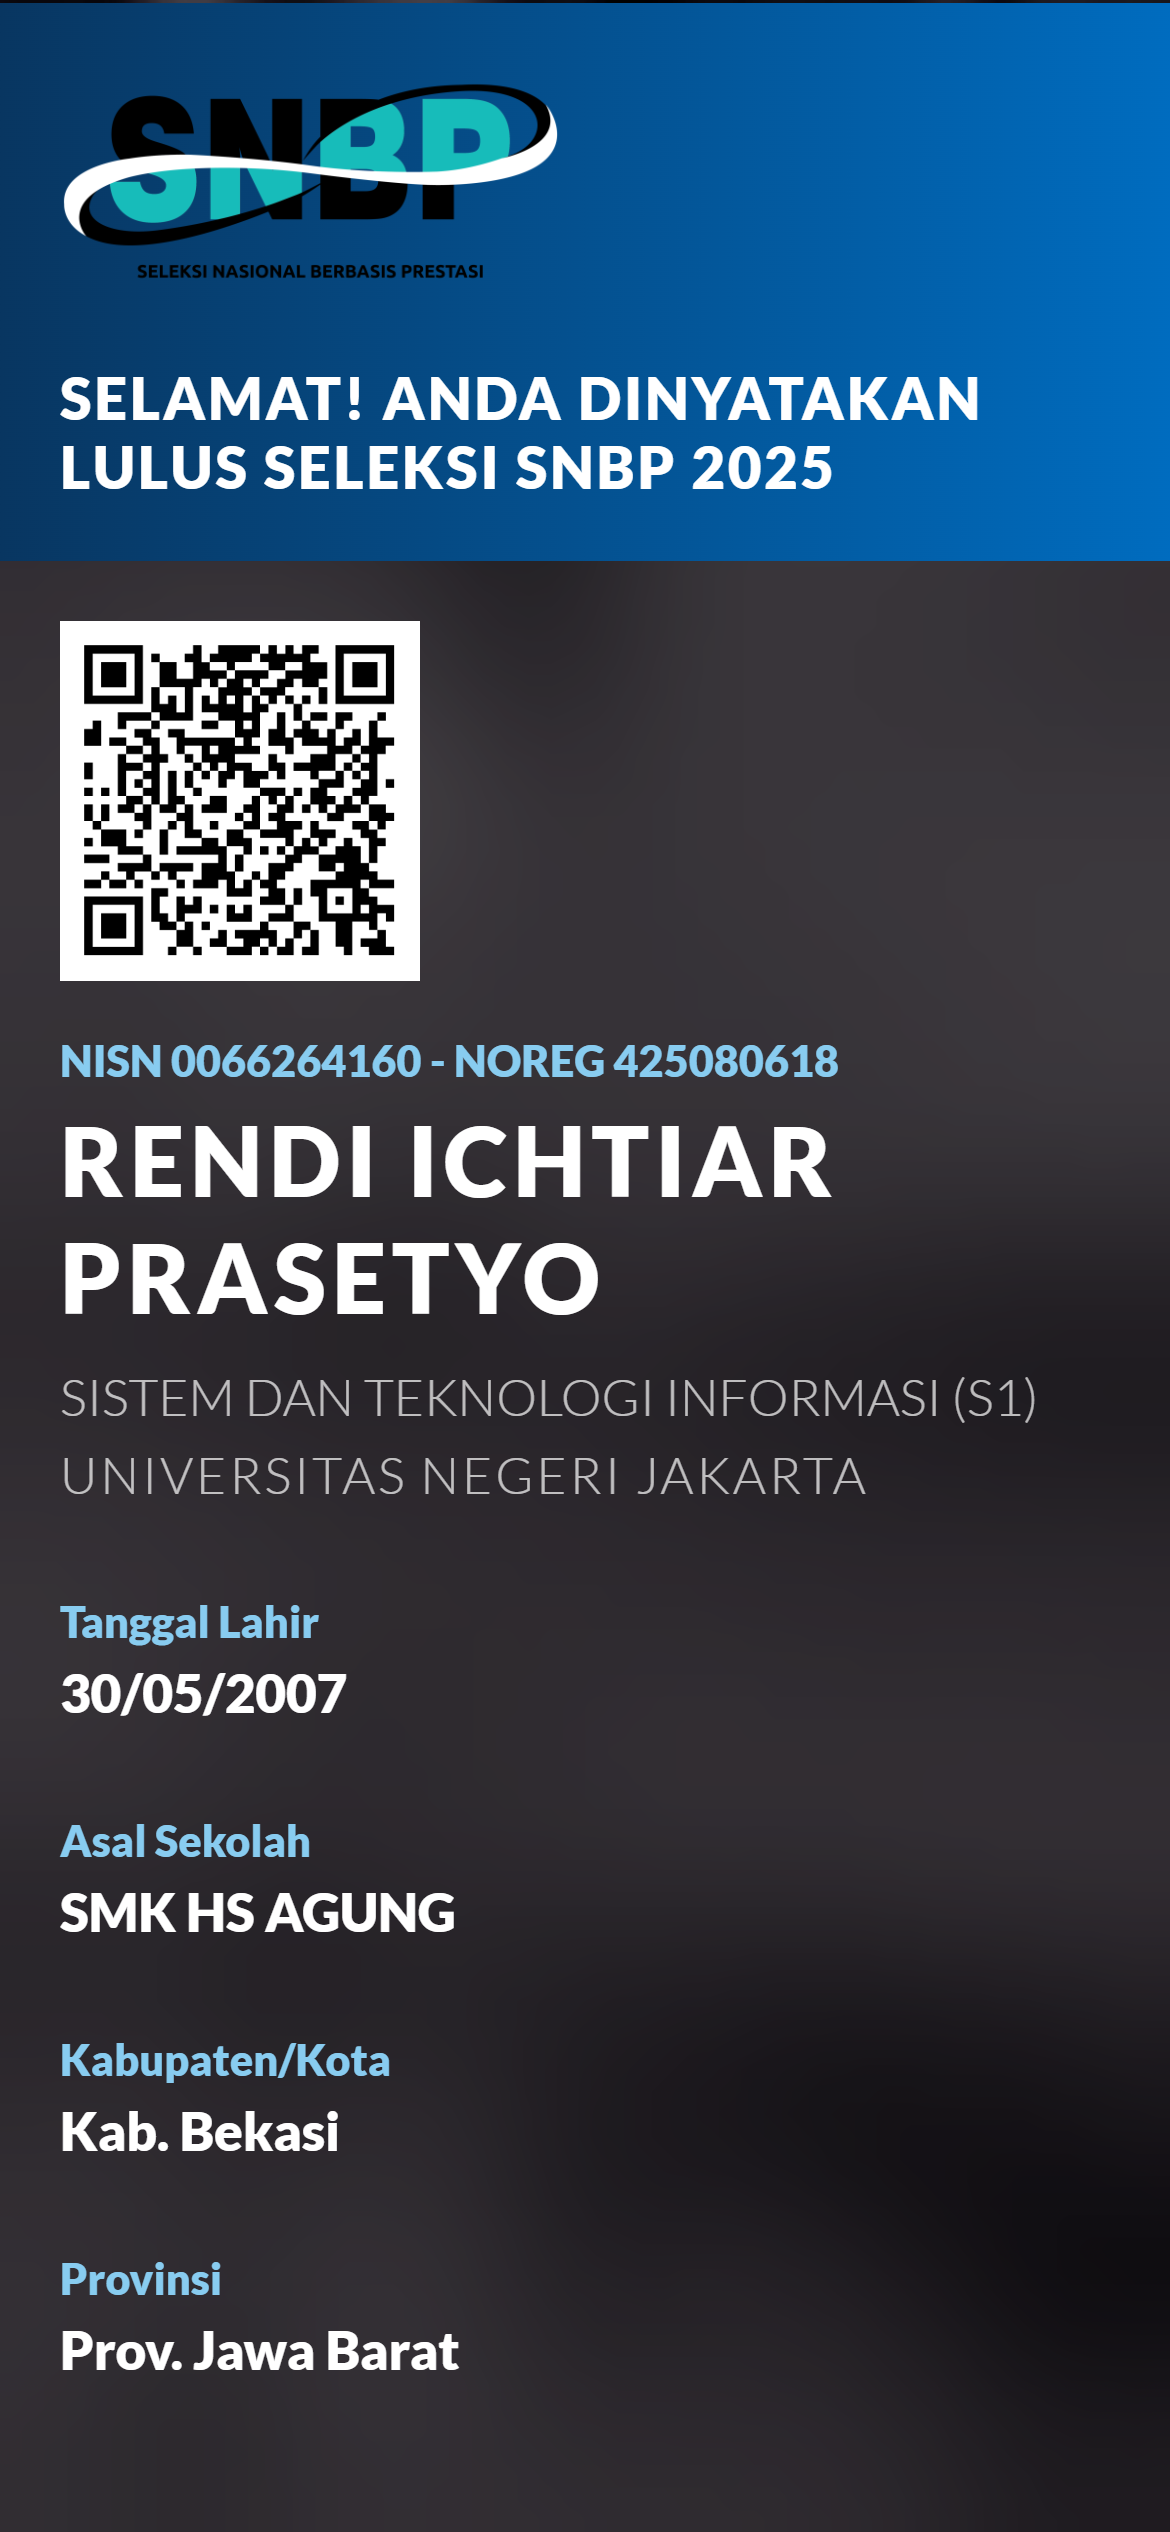 SNBP
SELEKSI NASIONAL BERBASIS PRESTASI
SELAMAT! ANDA DINYATAKAN
LULUS SELEKSI SNBP 2025
NISN 0066264160 - NOREG 425080618
RENDI ICHTIAR
PRASETYO
SISTEM DAN TEKNOLOGI INFORMASI (S1)
UNIVERSITAS NEGERI JAKARTA
Tanggal Lahir
30/05/2007
Asal Sekolah
SMK HS AGUNG
Kabupaten/Kota
Kab. Bekasi
Provinsi
Prov. Jawa Barat